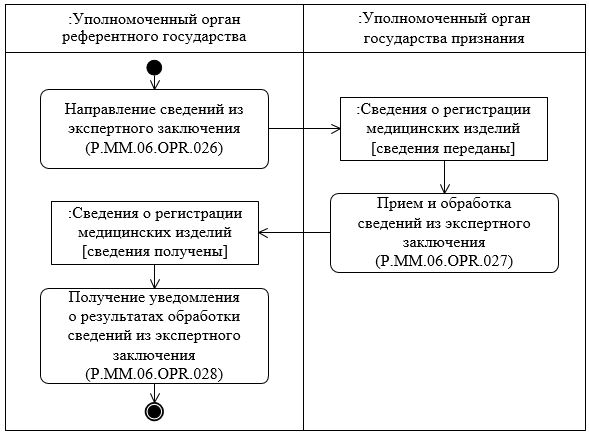 :Уполномоченный орган
референтного государства
:Уполномоченный орган
государства признания
Направление сведений из
экспертного заключения
(P.MM.06.OPR.026)
:Сведения о регистрации
медицинских изделий
[сведения переданы]
Прием и обработка
сведений из экспертного
заключения
(P.MM.06.OPR.027)
:Сведения о регистрации
медицинских изделий
[сведения получены]
Получение уведомления
о результатах обработки
сведений из экспертного
заключения
(P.MM.06.OPR.028)